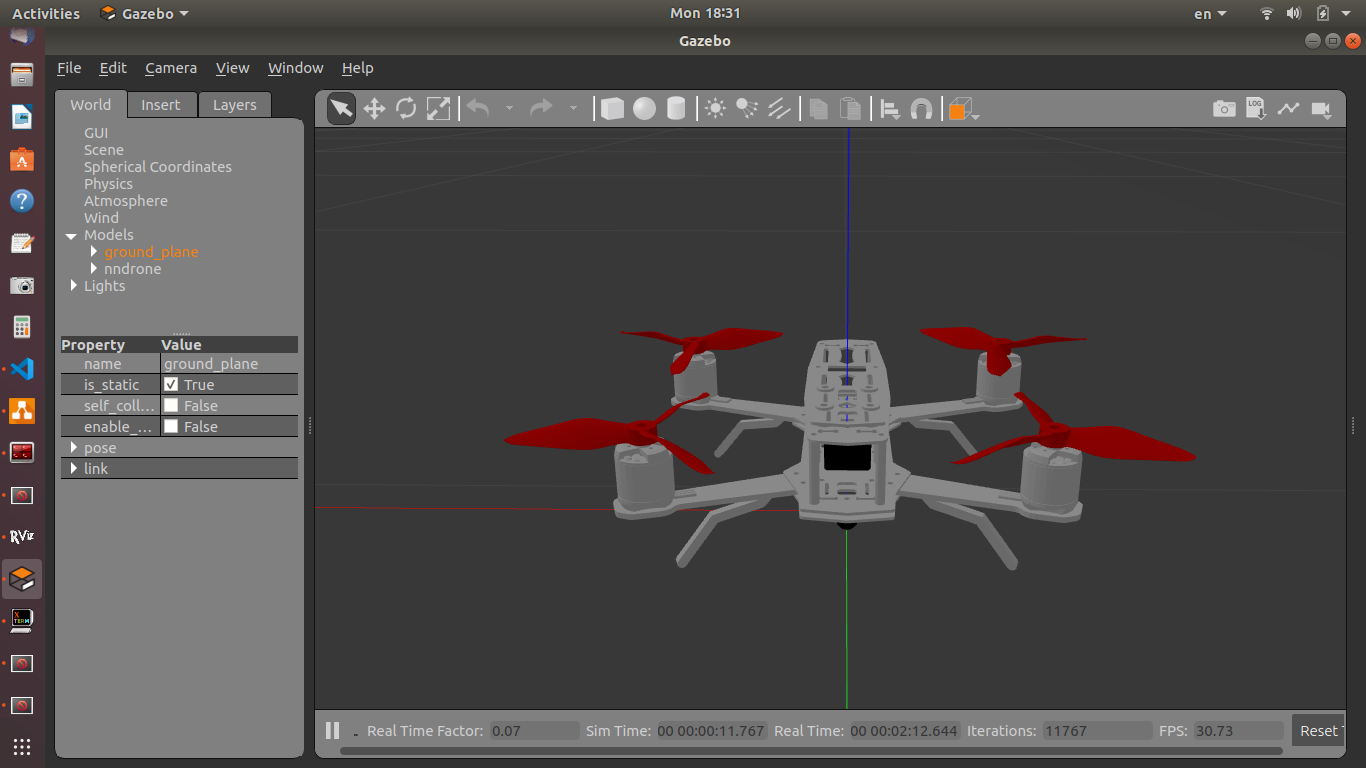 Activities Gazebo Mon 18:31 en
Gazebo
File Edit Camera View Window Help
World Insert Layers
GUI
Scene
Spherical Coordinates
Physics
Atmosphere
Wind
Models
ground_plane
nndrone
Lights
Property Value
name ground_plane
is_static True
self_coll... False
enable_... False
pose
link
LOG
RViz
X
TERM
Real Time Factor: 0.07 Sim Time: 00 00:00:11.767 Real Time: 00 00:02:12.644 Iterations: 11767 FPS: 30.73 Reset